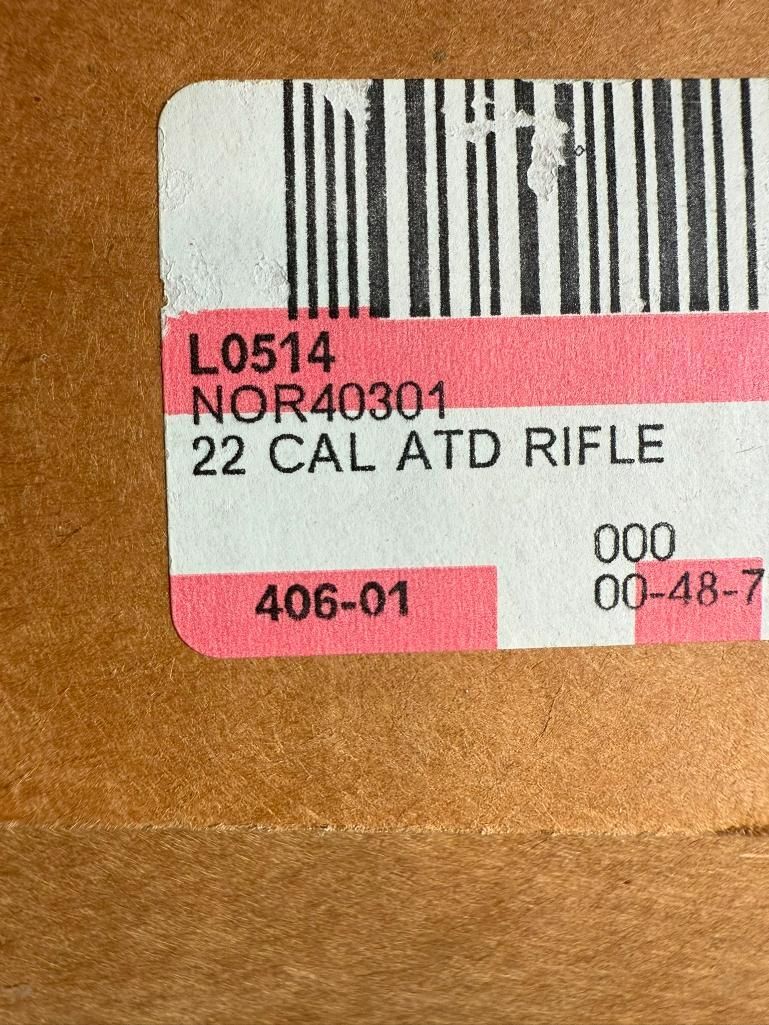 L0514
NOR40301
22 CAL ATD RIFLE
000
406-01 00-48-7